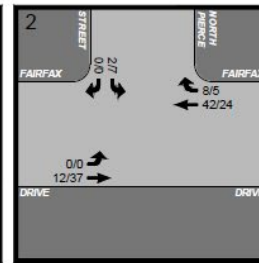 2
STREET
NORTH
PIERCE
FAIRFAX
FAIRFAX
0/0
2/7
8/5
42/24
0/0
12/37
DRIVE
DRIVE